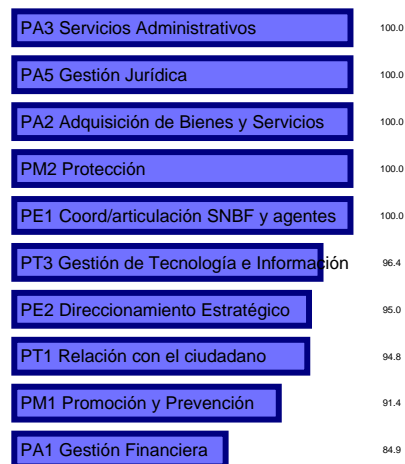 PA3 Servicios Administrativos 100.0
PA5 Gestión Jurídica 100.0
PA2 Adquisición de Bienes y Servicios 100.0
PM2 Protección 100.0
PE1 Coord/articulación SNBF y agentes 100.0
PT3 Gestión de Tecnología e Información 96.4
PE2 Direccionamiento Estratégico 95.0
PT1 Relación con el ciudadano 94.8
PM1 Promoción y Prevención 91.4
PA1 Gestión Financiera 84.9